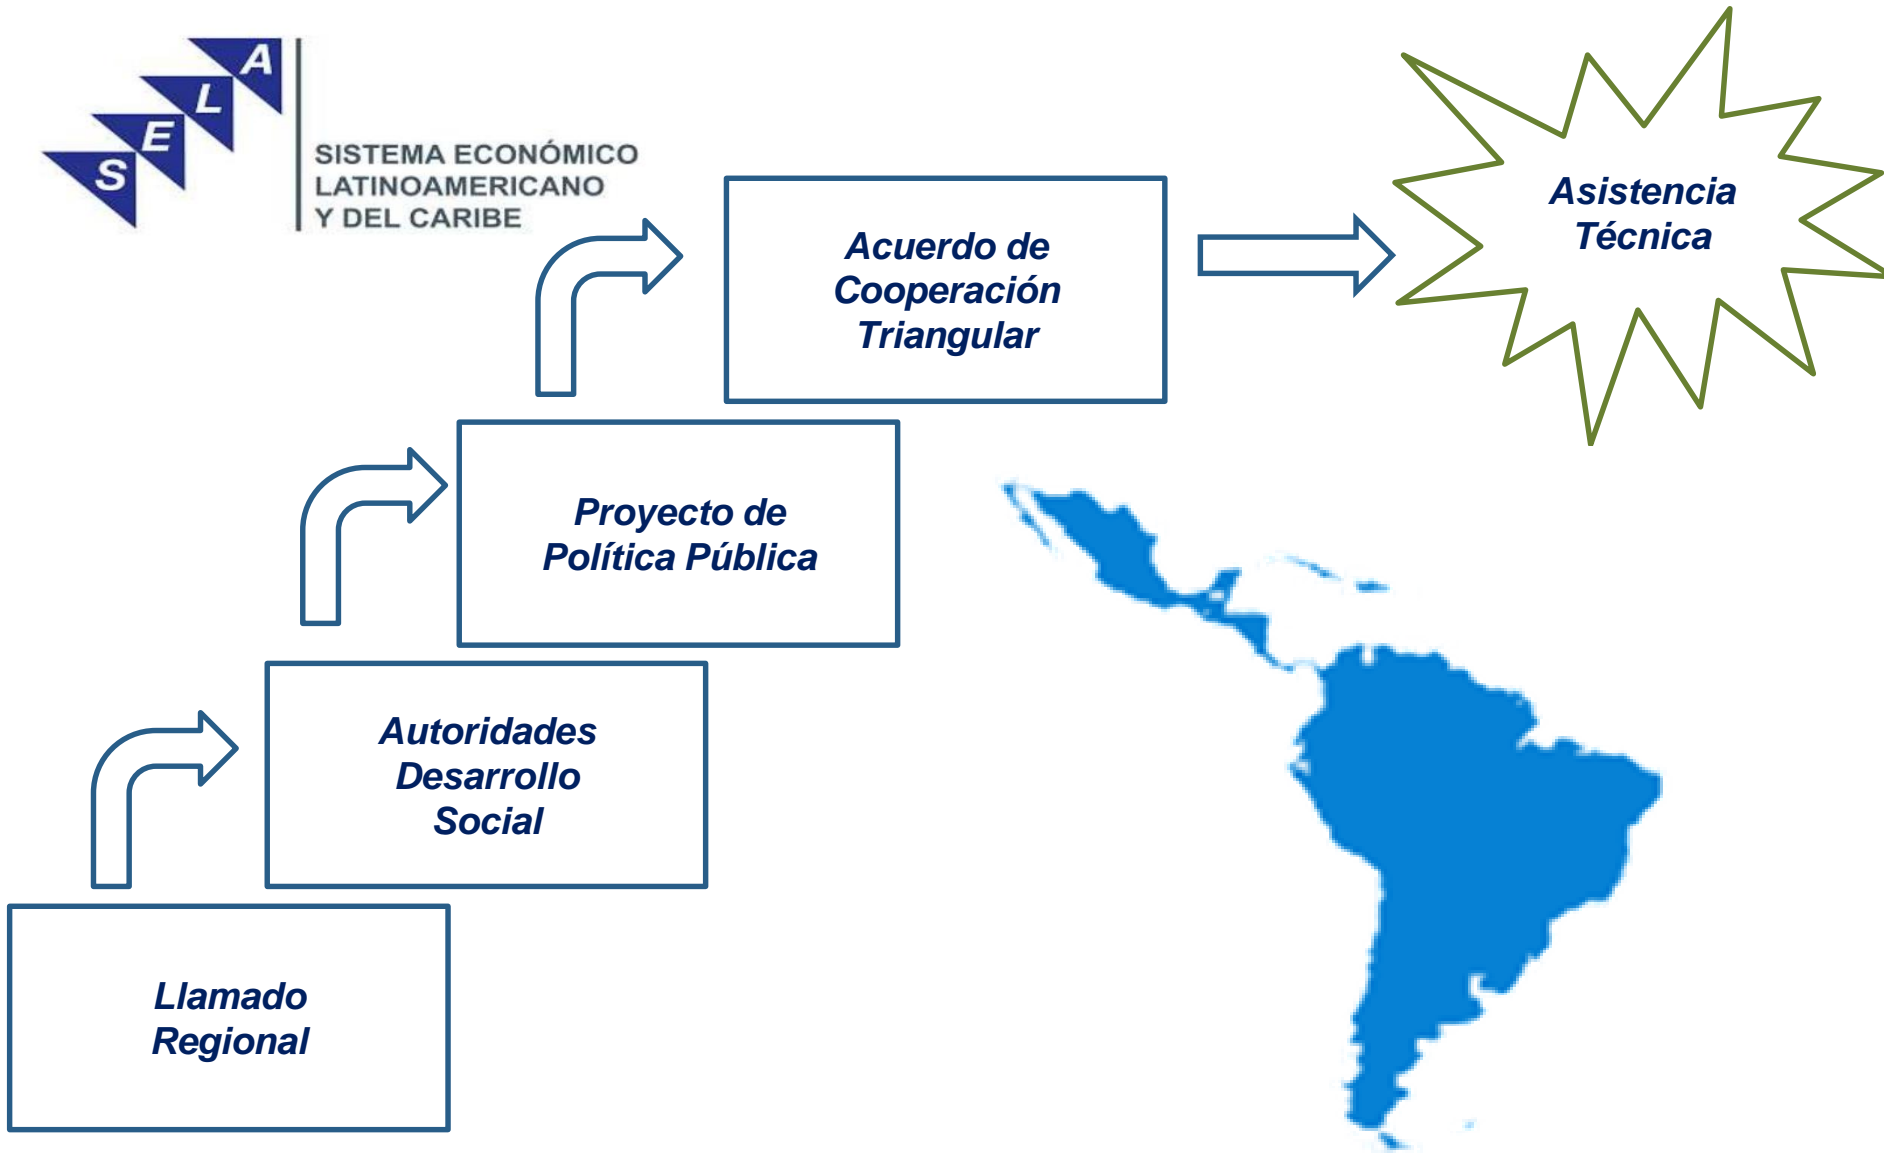 SELA
SISTEMA ECONÓMICO
LATINOAMERICANO
Y DEL CARIBE
Asistencia
Técnica
Acuerdo de
Cooperación
Triangular
Proyecto de
Política Pública
Autoridades
Desarrollo
Social
Llamado
Regional